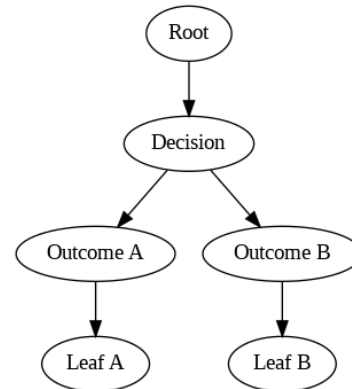 Root
Decision
Outcome A
Outcome B
Leaf A
Leaf B